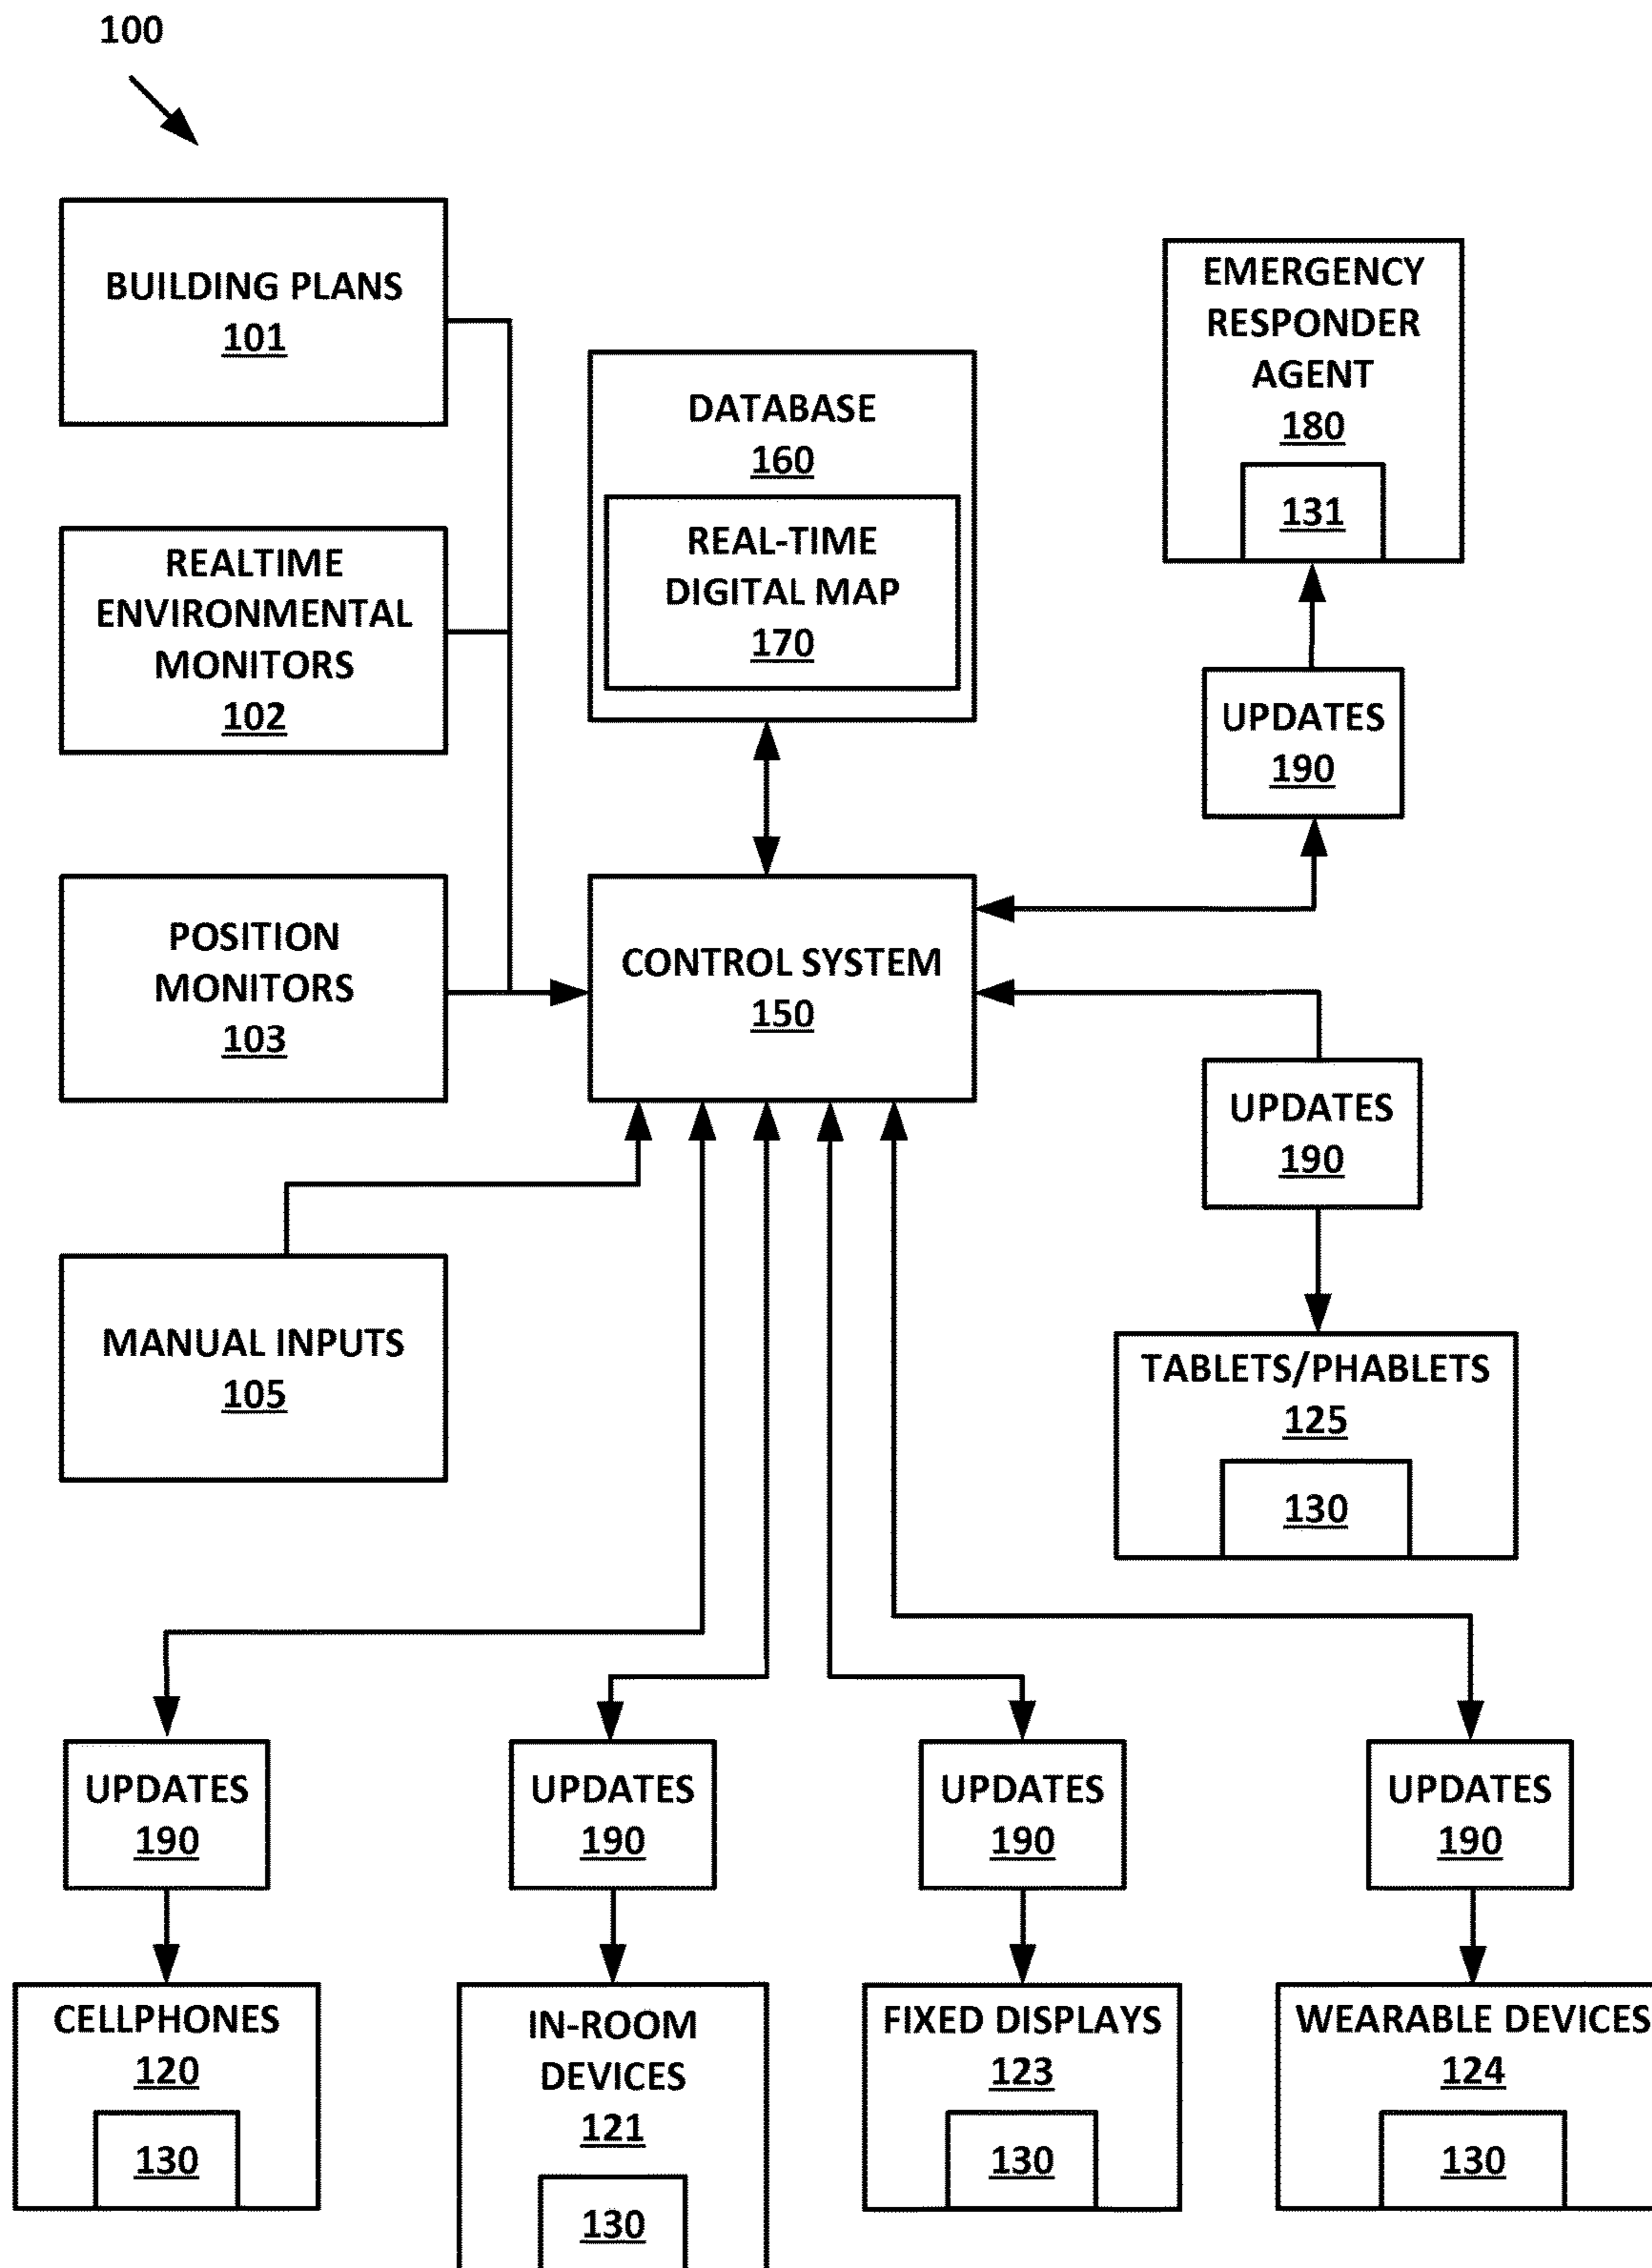 100
BUILDING PLANS
101
REALTIME
ENVIRONMENTAL
MONITORS
102
POSITION
MONITORS
103
MANUAL INPUTS
105
DATABASE
160
REAL-TIME
DIGITAL MAP
170
CONTROL SYSTEM
150
EMERGENCY
RESPONDER
AGENT
180
131
UPDATES
190
UPDATES
190
TABLETS/PHABLETS
125
130
UPDATES
190
CELLPHONES
120
130
UPDATES
190
IN-ROOM
DEVICES
121
130
UPDATES
190
FIXED DISPLAYS
123
130
UPDATES
190
WEARABLE DEVICES
124
130